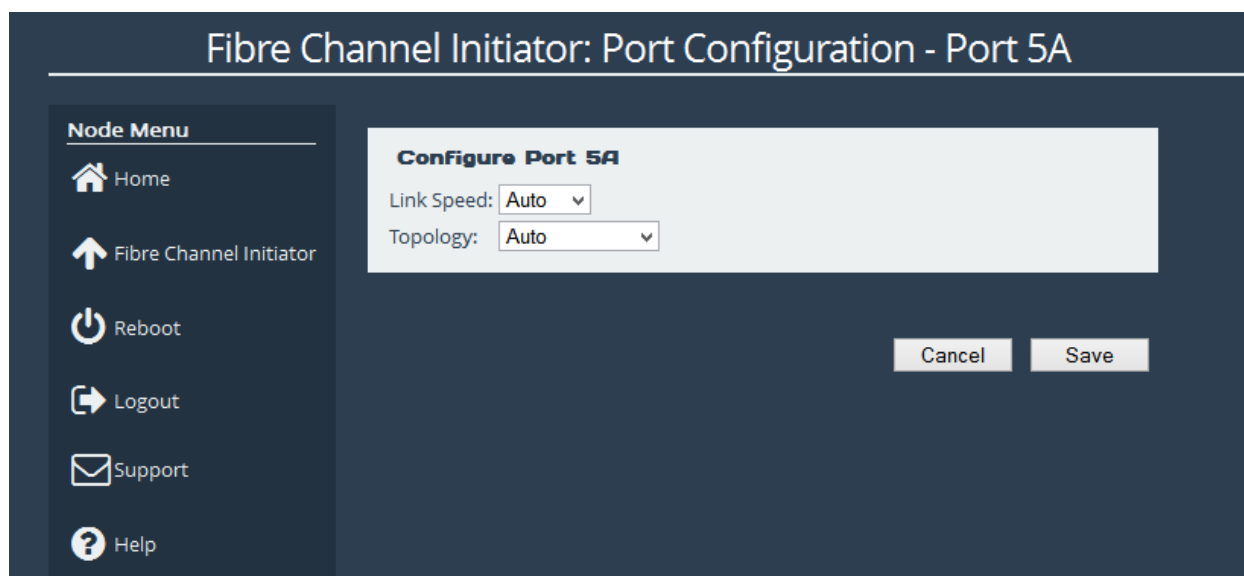 Fibre Channel Initiator: Port Configuration - Port 5A
Node Menu
Home
Fibre Channel Initiator
Reboot
Logout
Support
Help
Configure Port 5A
Link Speed: Auto
Topology: Auto
Cancel Save